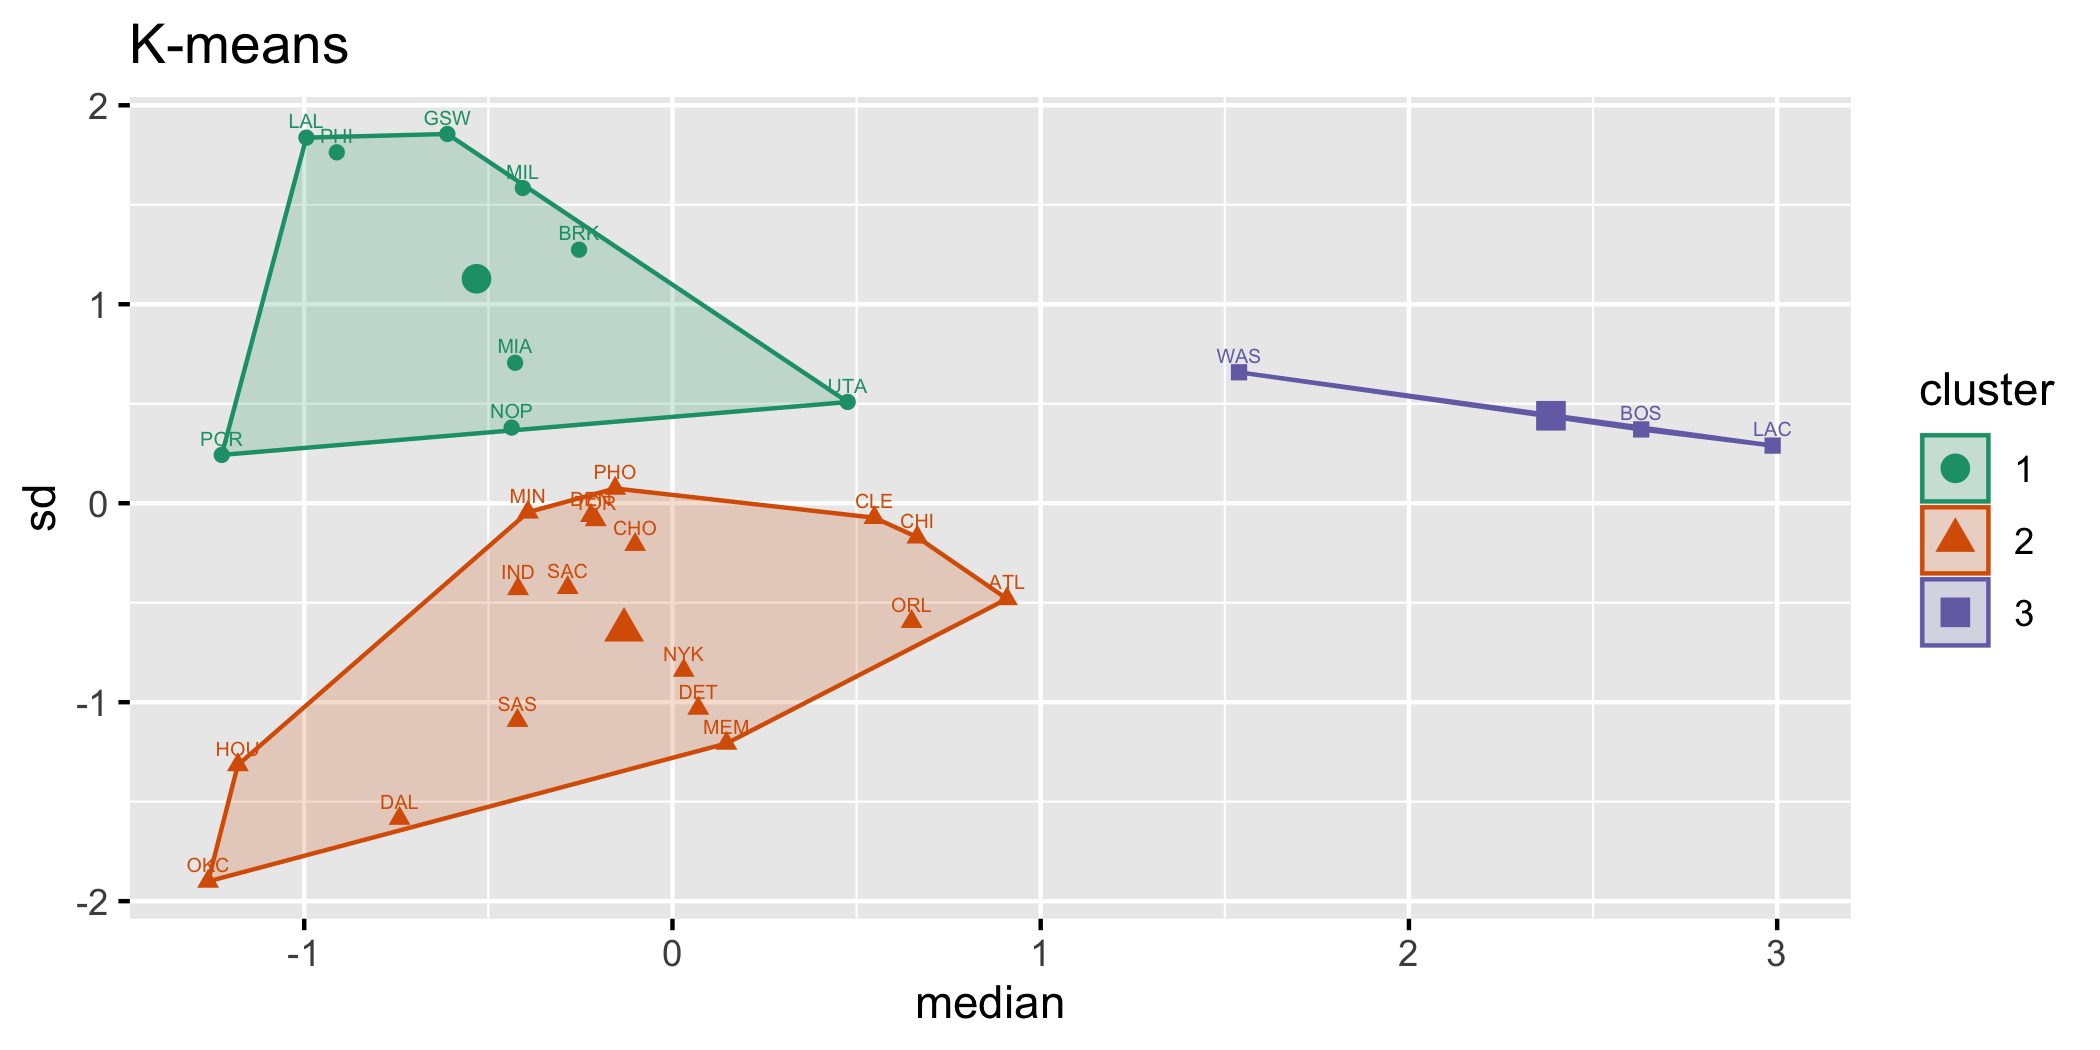 K-means
2
1
0
-1
-2
sd
LAL
PHI
GSW
MIL
BRK
MIA
UTA
NOP
POR
WAS
BOS
LAC
PHO
MIN
TOR
CLE
CHI
CHO
IND
SAC
ATL
ORL
NYK
DET
SAS
MEM
HOU
DAL
OKC
-1
0
1
2
3
median
cluster
1
2
3